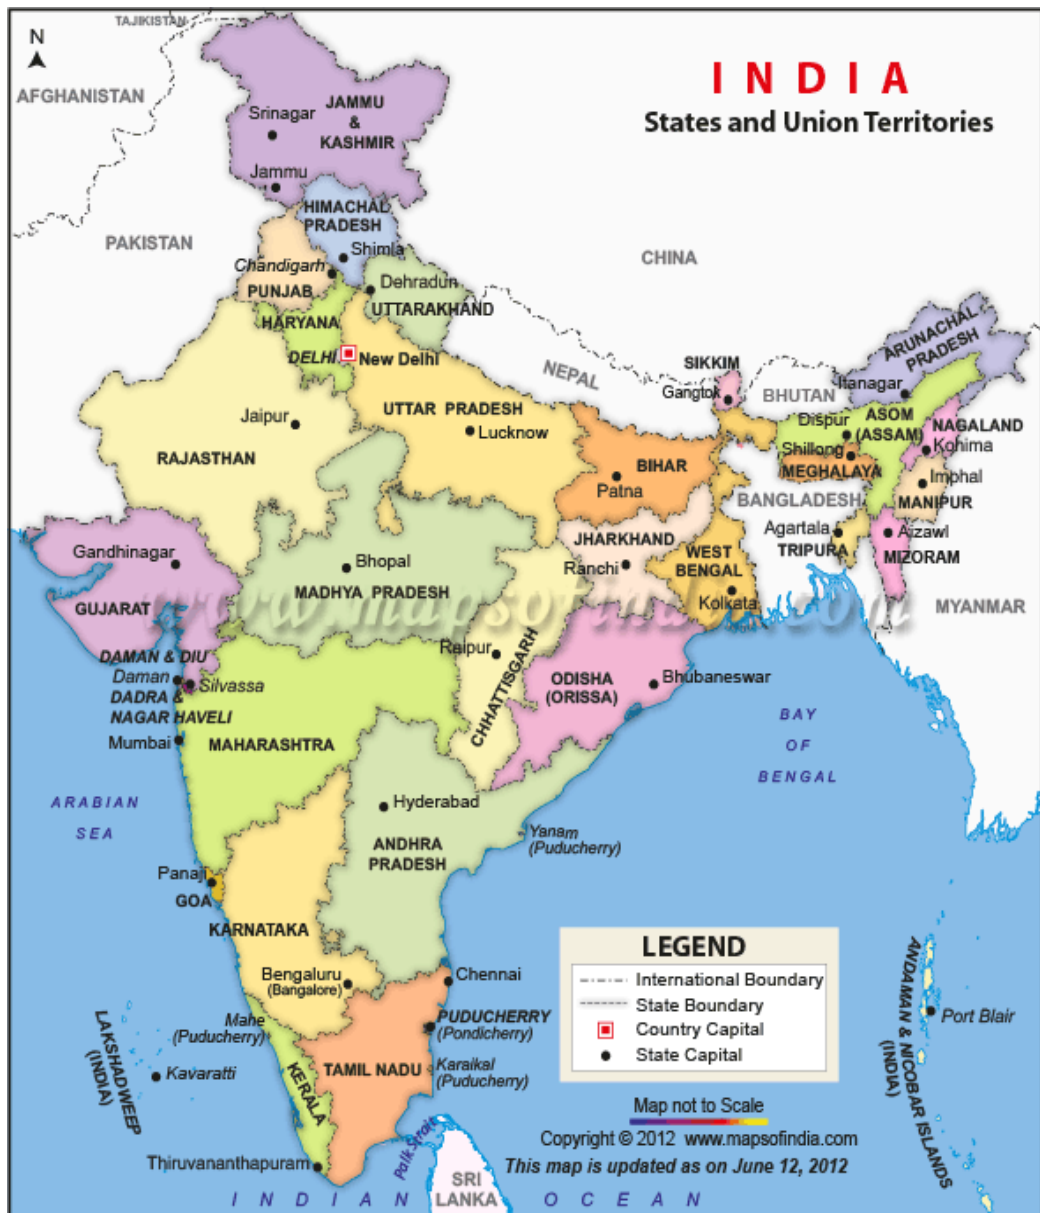 TAJIKISTAN
N
AFGHANISTAN
INDIA
States and Union Territories
JAMMU
&
KASHMIR
Srinagar
Jammu
HIMACHAL
PRADESH
PAKISTAN
Shimla
CHINA
Chandigarh
PUNJAB
Dehradun
UTTARAKHAND
HARYANA
DELHI
New Delhi
ARUNACHAL
PRADESH
NEPAL
SIKKIM
Gangtok
BHUTAN
Itanagar
Jaipur
RAJASTHAN
UTTAR PRADESH
Lucknow
Dispur
ASOM
(ASSAM)
NAGALAND
Kohima
BIHAR
Patna
Shillong
MEGHALAYA
Imphal
MANIPUR
BANGLADESH
Gandhinagar
GUJARAT
Bhopal
MADHYA PRADESH
JHARKHAND
Ranchi
WEST
BENGAL
Kolkata
Agartala
TRIPURA
Aizawl
MIZORAM
www.mapsofindia.com
MYANMAR
DAMAN & DIU
Daman
Silvassa
DADRA &
NAGAR HAVELI
Mumbai
MAHARASHTRA
Raipur
CHHATTISGARH
ODISHA
(ORISSA)
Bhubaneswar
BAY
OF
BENGAL
ARABIAN
SEA
Hyderabad
ANDHRA
PRADESH
Yanam
(Puducherry)
Panaji
GOA
KARNATAKA
Bengaluru
(Bangalore)
Chennai
Mahe
(Puducherry)
PUDUCHERRY
(Pondicherry)
LAKSHADWEEP
(INDIA)
Kavaratti
KERALA
TAMIL NADU
Karaikal
(Puducherry)
Thiruvananthapuram
Palk Strait
SRI
LANKA
INDIAN OCEAN
LEGEND
International Boundary
State Boundary
Country Capital
State Capital
ANDAMAN & NICOBAR ISLANDS
(INDIA)
Port Blair
Map not to Scale
Copyright © 2012 www.mapsofindia.com
This map is updated as on June 12, 2012